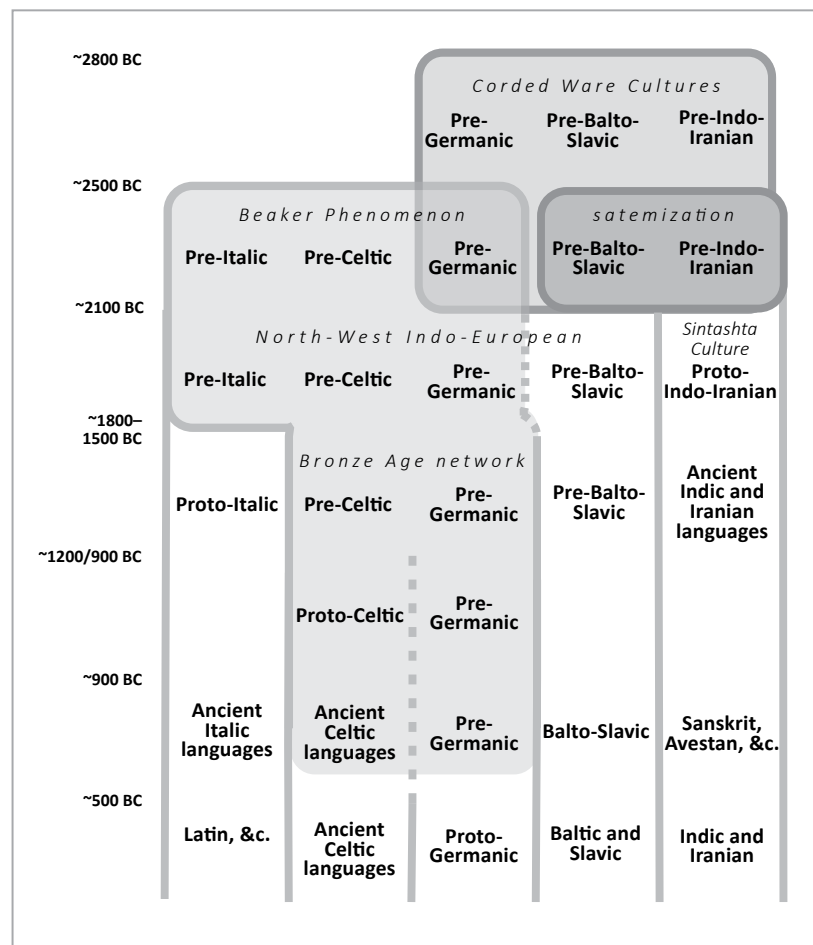 ~2800 BC
Corded Ware Cultures
Pre-
Germanic
Pre-Balto-
Slavic
Pre-Indo-
Iranian
~2500 BC
Beaker Phenomenon
satemization
Pre-Italic
Pre-Celtic
Pre-
Germanic
Pre-Balto-
Slavic
Pre-Indo-
Iranian
~2100 BC
North-West Indo-European
Sintashta
Culture
Pre-Italic
Pre-Celtic
Pre-
Germanic
Pre-Balto-
Slavic
Proto-
Indo-Iranian
~1800–
1500 BC
Bronze Age network
Proto-Italic
Pre-Celtic
Pre-
Germanic
Pre-Balto-
Slavic
Ancient
Indic and
Iranian
languages
~1200/900 BC
Proto-Celtic
Pre-
Germanic
~900 BC
Ancient
Italic
languages
Ancient
Celtic
languages
Pre-
Germanic
Balto-Slavic
Sanskrit,
Avestan, &c.
~500 BC
Latin, &c.
Ancient
Celtic
languages
Proto-
Germanic
Baltic and
Slavic
Indic and
Iranian